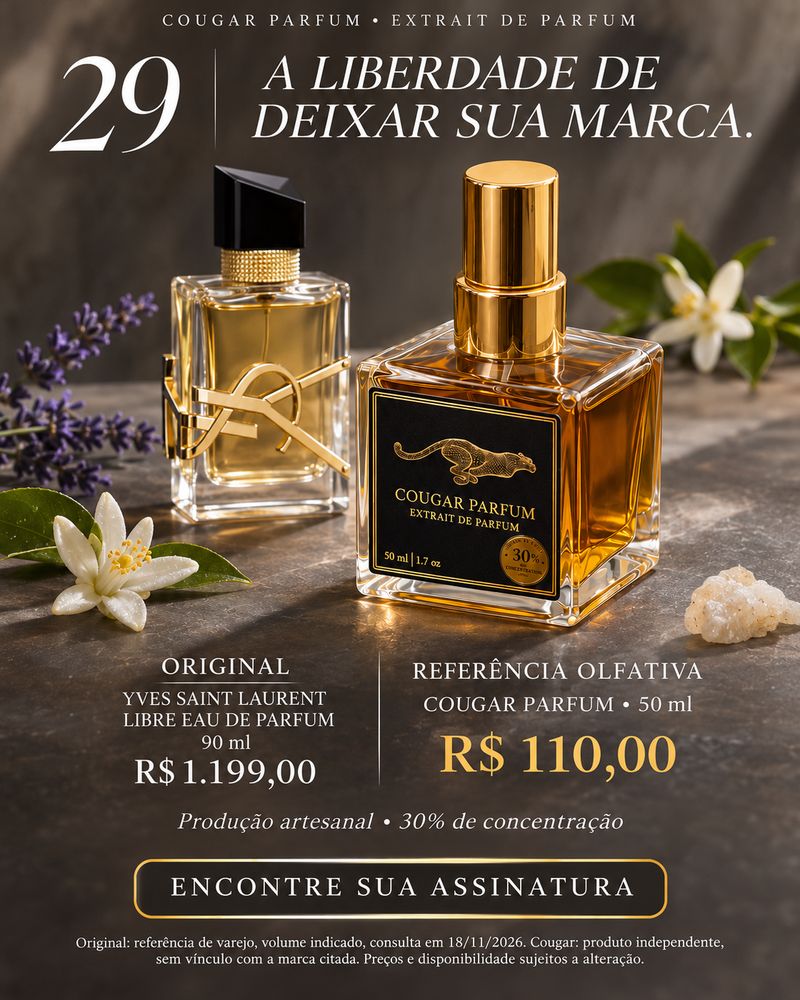 COUGAR PARFUM • EXTRAIT DE PARFUM
29
A LIBERDADE DE
DEIXAR SUA MARCA.
COUGAR PARFUM
EXTRAIT DE PARFUM
50 ml | 1.7 oz
30%
CONCENTRATION
ORIGINAL
YVES SAINT LAURENT
LIBRE EAU DE PARFUM
90 ml
R$ 1.199,00
REFERÊNCIA OLFATIVA
COUGAR PARFUM • 50 ml
R$ 110,00
Produção artesanal • 30% de concentração
ENCONTRE SUA ASSINATURA
Original: referência de varejo, volume indicado, consulta em 18/11/2026. Cougar: produto independente,
sem vínculo com a marca citada. Preços e disponibilidade sujeitos a alteração.